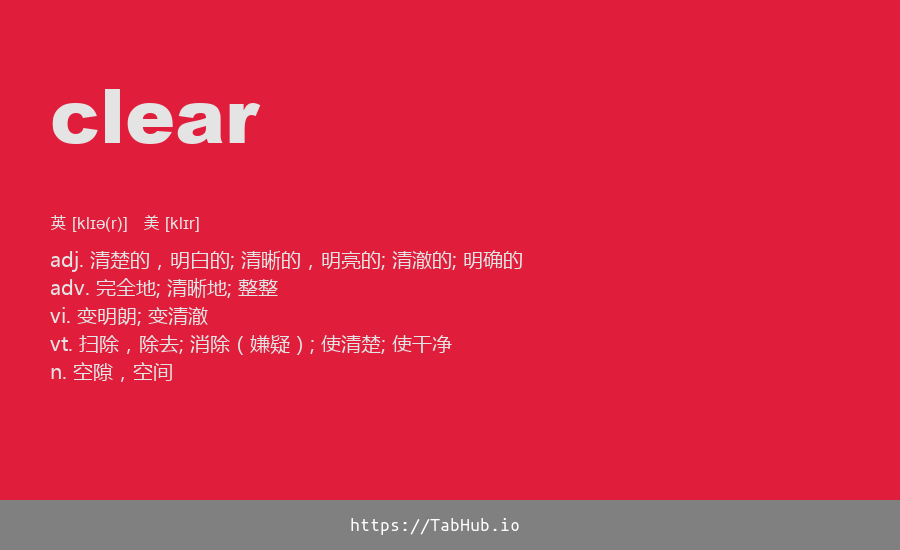 clear
英 [klɪə(r)] 美 [klɪr]
adj. 清楚的，明白的; 清晰的，明亮的; 清澈的; 明确的
adv. 完全地; 清晰地; 整整
vi. 变明朗; 变清澈
vt. 扫除，除去; 消除（嫌疑）; 使清楚; 使干净
n. 空隙，空间
https://TabHub.io